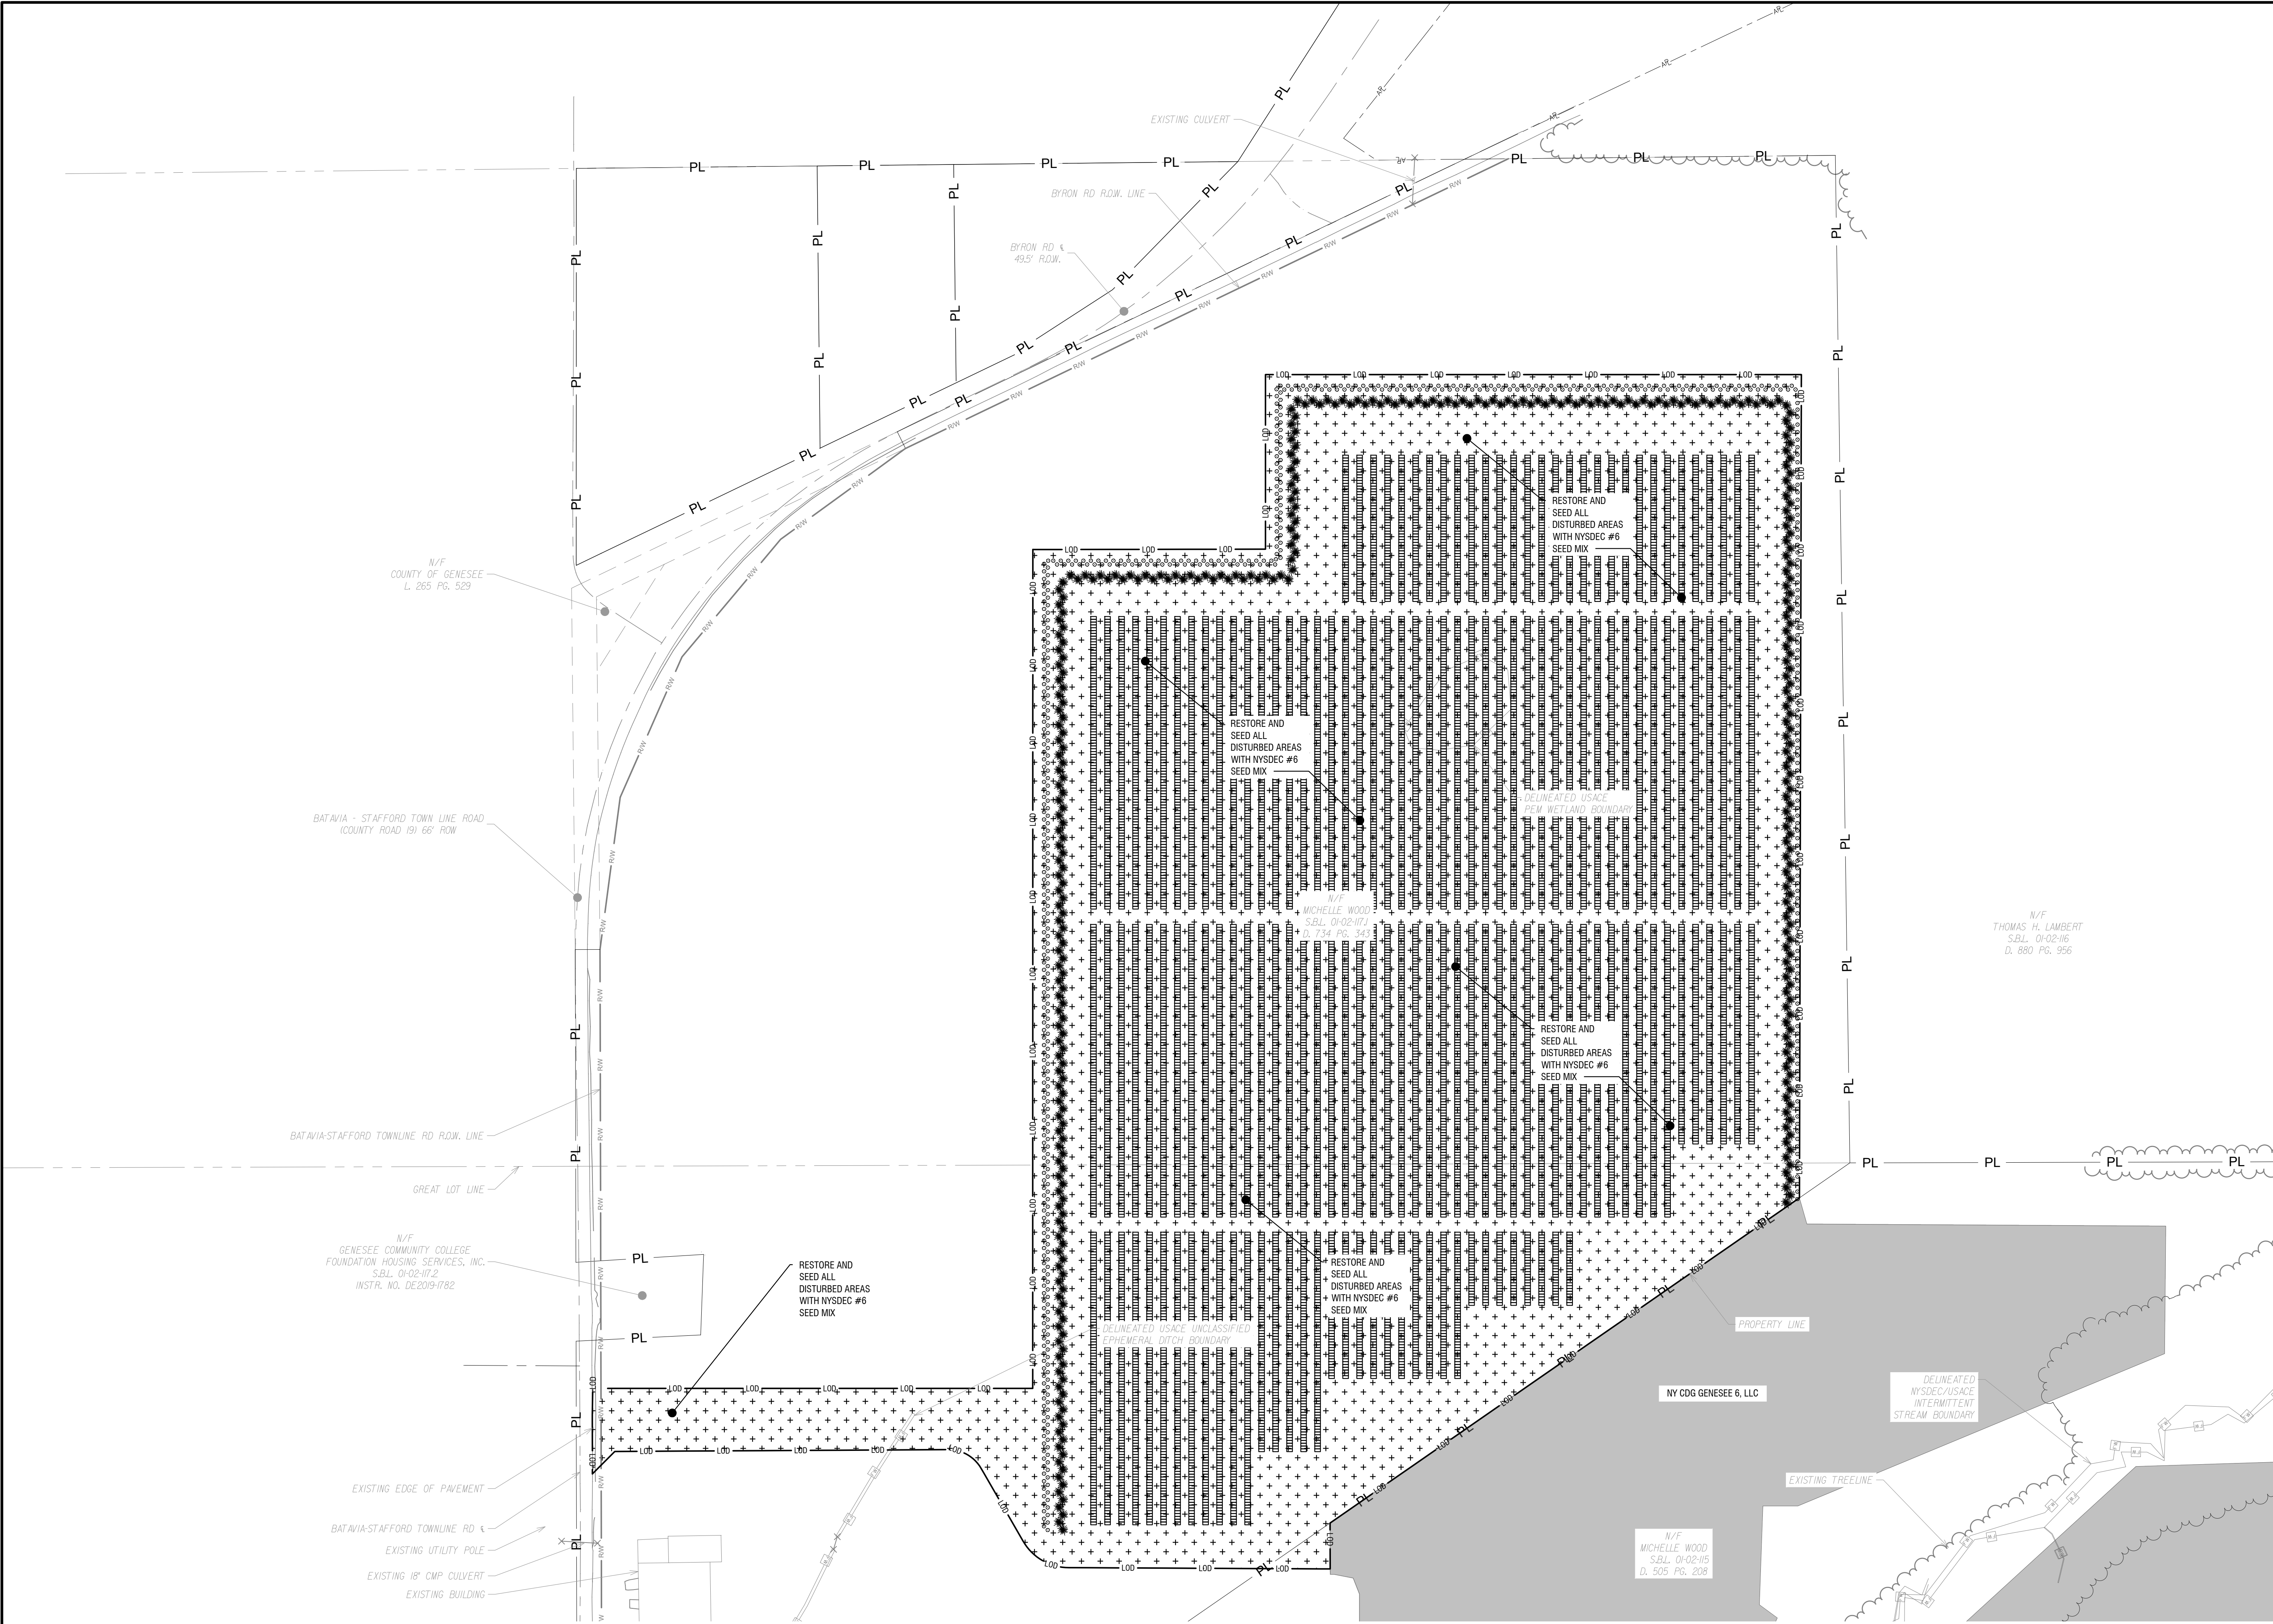 EXISTING CULVERT
BYRON RD R.O.W. LINE
BYRON RD ℄
49.5' R.O.W.
N/F
COUNTY OF GENESEE
L. 265 PG. 529
BATAVIA - STAFFORD TOWN LINE ROAD
(COUNTY ROAD 19) 66' ROW
BATAVIA-STAFFORD TOWNLINE RD R.O.W. LINE
GREAT LOT LINE
N/F
GENESEE COMMUNITY COLLEGE
FOUNDATION HOUSING SERVICES, INC.
S.B.L. 01-02-117.2
INSTR. NO. DE2019-1782
RESTORE AND
SEED ALL
DISTURBED AREAS
WITH NYSDEC #6
SEED MIX
EXISTING EDGE OF PAVEMENT
BATAVIA-STAFFORD TOWNLINE RD ℄
EXISTING UTILITY POLE
EXISTING 18" CMP CULVERT
EXISTING BUILDING
RESTORE AND
SEED ALL
DISTURBED AREAS
WITH NYSDEC #6
SEED MIX
RESTORE AND
SEED ALL
DISTURBED AREAS
WITH NYSDEC #6
SEED MIX
DELINEATED USACE
PEM WETLAND BOUNDARY
N/F
MICHELLE WOOD
S.B.L. 01-02-117.1
D. 734 PG. 343
RESTORE AND
SEED ALL
DISTURBED AREAS
WITH NYSDEC #6
SEED MIX
RESTORE AND
SEED ALL
DISTURBED AREAS
WITH NYSDEC #6
SEED MIX
DELINEATED USACE UNCLASSIFIED
EPHEMERAL DITCH BOUNDARY
N/F
THOMAS H. LAMBERT
S.B.L. 01-02-116
D. 880 PG. 956
PROPERTY LINE
NY CDG GENESEE 6, LLC
DELINEATED
NYSDEC/USACE
INTERMITTENT
STREAM BOUNDARY
EXISTING TREELINE
N/F
MICHELLE WOOD
S.B.L. 01-02-115
D. 505 PG. 208
PL
LOD
R/W
APL